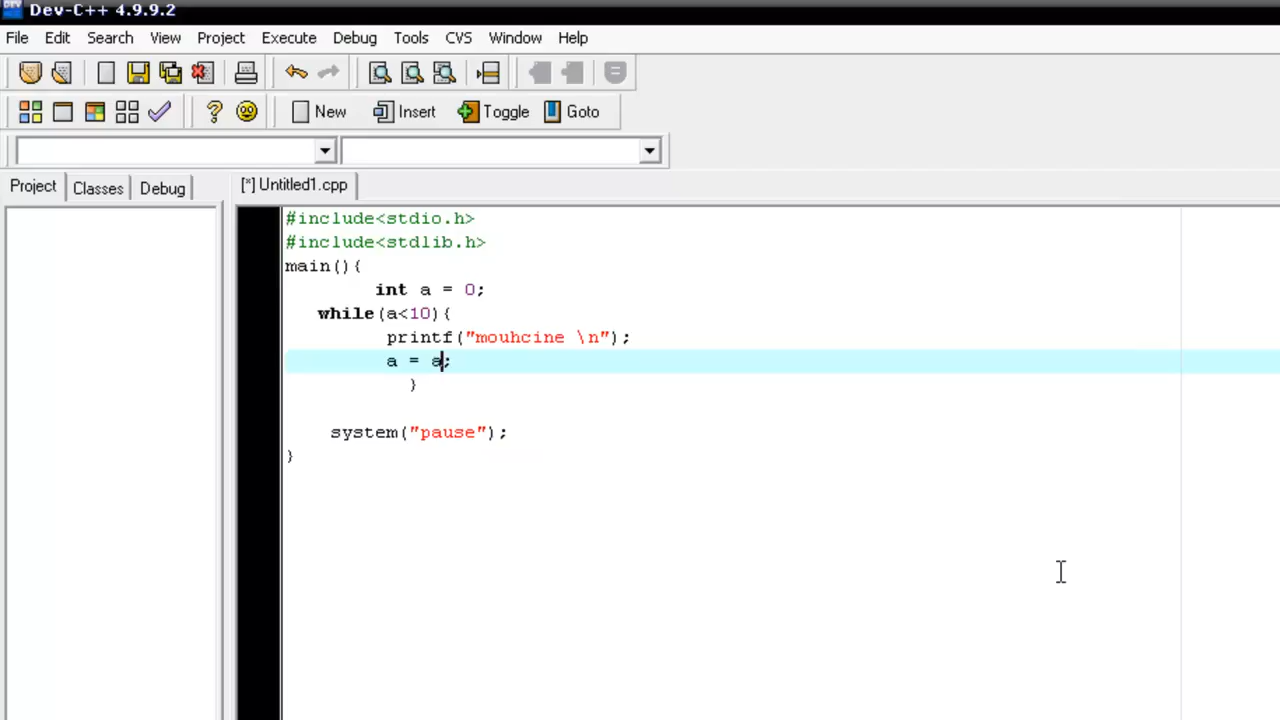 Dev-C++ 4.9.9.2
File Edit Search View Project Execute Debug Tools CVS Window Help
New Insert Toggle Goto
Project Classes Debug [*] Untitled1.cpp
#include<stdio.h>
#include<stdlib.h>
main(){
int a = 0;
while(a<10){
printf("mouhcine \n");
a = a;
}
system("pause");
}